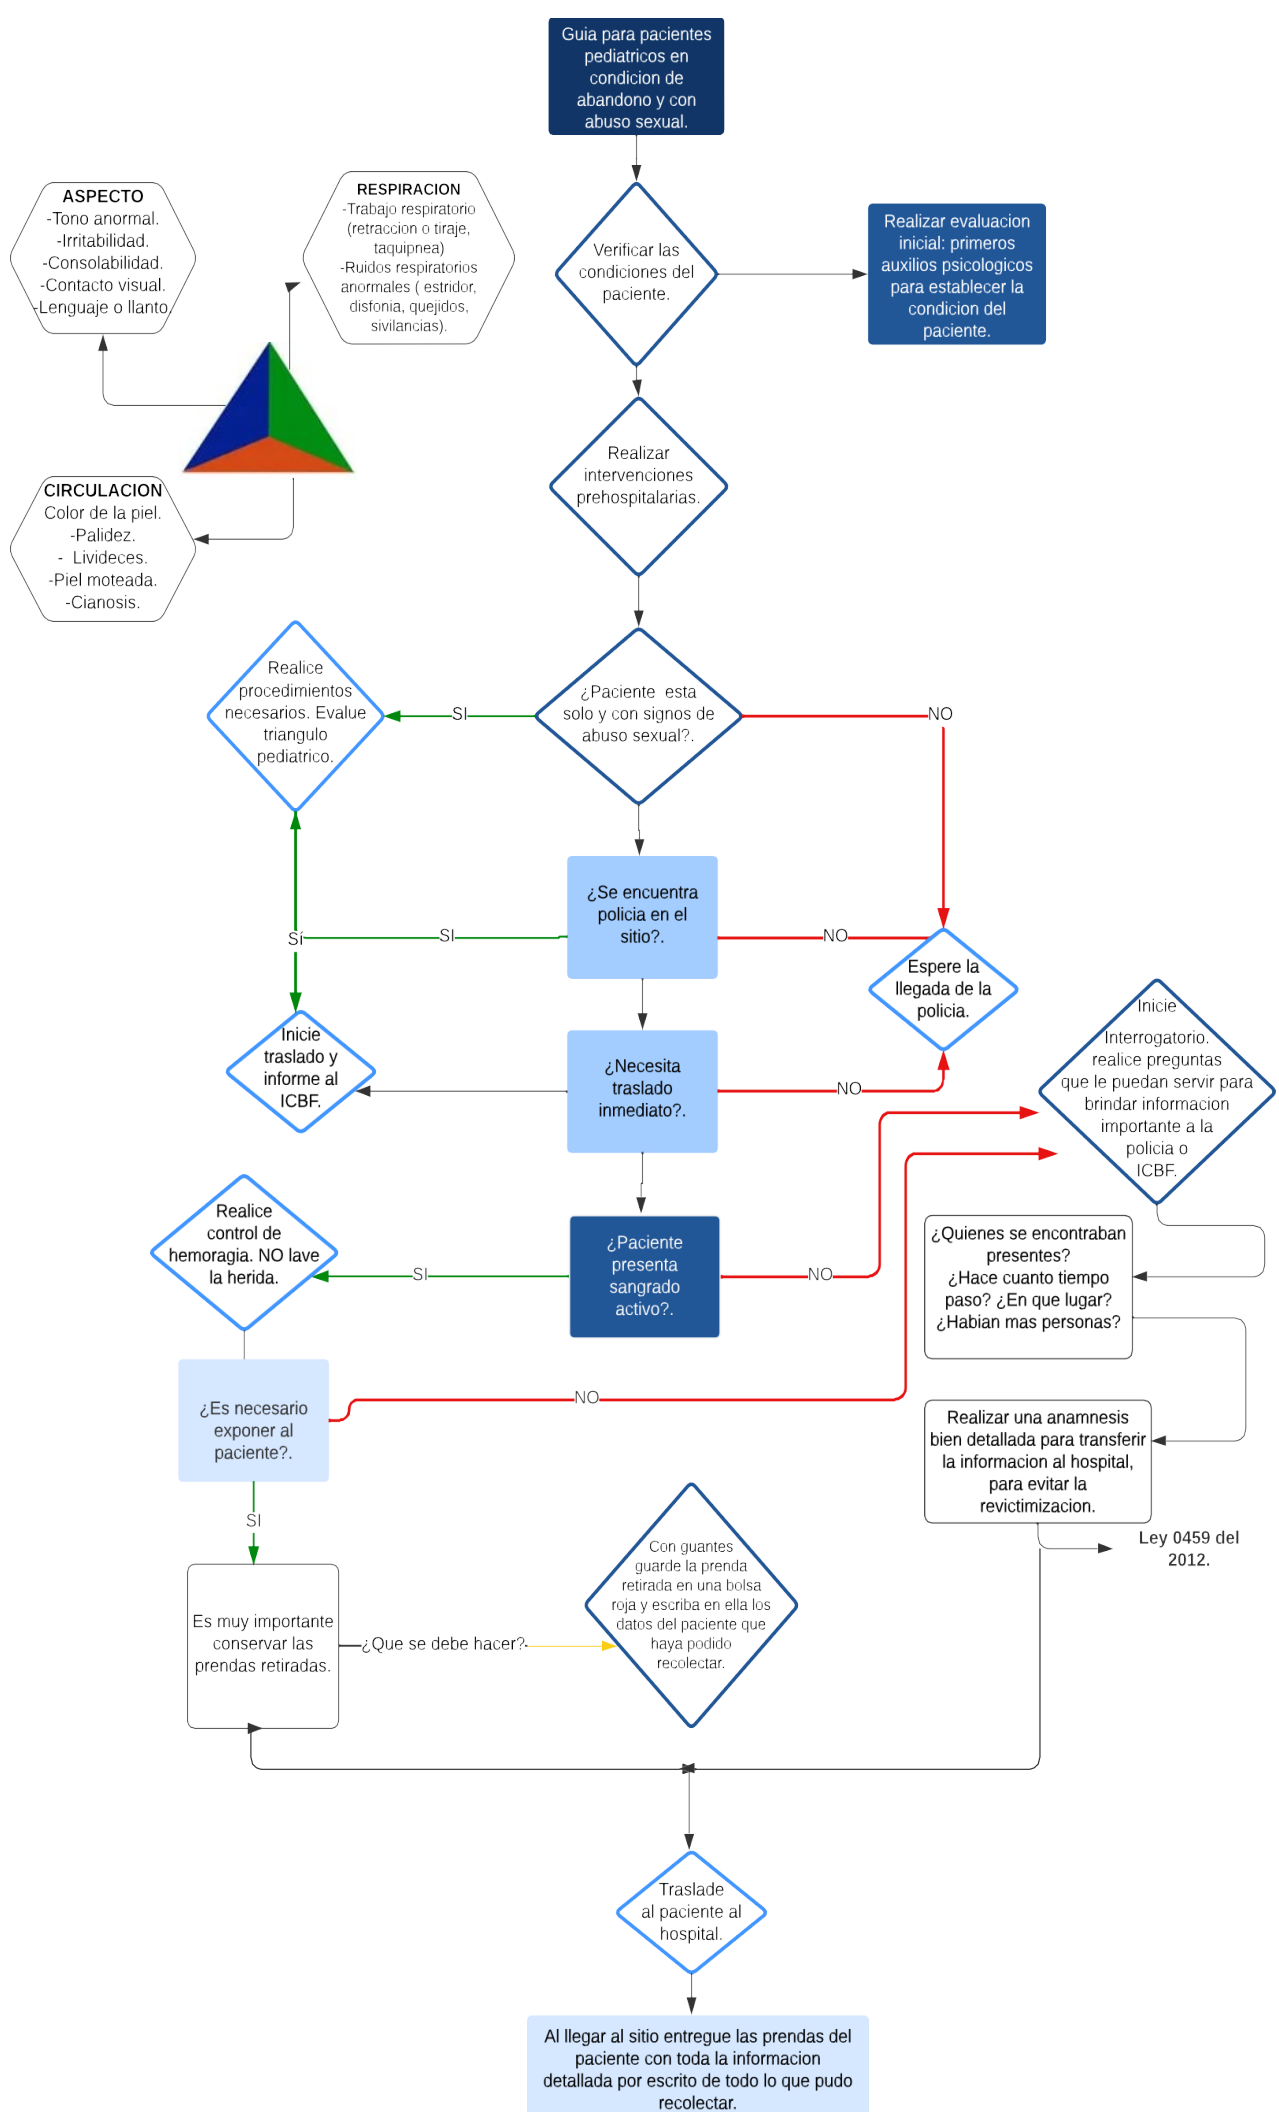 Guia para pacientes
pediatricos en
condicion de
abandono y con
abuso sexual.
ASPECTO
-Tono anormal.
-Irritabilidad.
-Consolabilidad.
-Contacto visual.
-Lenguaje o llanto.
RESPIRACION
-Trabajo respiratorio
(retraccion o tiraje,
taquipnea)
-Ruidos respiratorios
anormales ( estridor,
disfonia, quejidos,
sivilancias).
Verificar las
condiciones del
paciente.
Realizar evaluacion
inicial: primeros
auxilios psicologicos
para establecer la
condicion del
paciente.
CIRCULACION
Color de la piel.
-Palidez.
- Livideces.
-Piel moteada.
-Cianosis.
Realizar
intervenciones
prehospitalarias.
Realice
procedimientos
necesarios. Evalue
triangulo
pediatrico.
SI
¿Paciente esta
solo y con signos de
abuso sexual?.
NO
Sí
SI
¿Se encuentra
policia en el
sitio?.
NO
Espere la
llegada de la
policia.
Inicie
traslado y
informe al
ICBF.
¿Necesita
traslado
inmediato?.
NO
Inicie
Interrogatorio.
realice preguntas
que le puedan servir para
brindar informacion
importante a la
policia o
ICBF.
Realice
control de
hemoragia. NO lave
la herida.
SI
¿Paciente
presenta
sangrado
activo?.
NO
¿Quienes se encontraban
presentes?
¿Hace cuanto tiempo
paso? ¿En que lugar?
¿Habian mas personas?
¿Es necesario
exponer al
paciente?.
NO
Realizar una anamnesis
bien detallada para transferir
la informacion al hospital,
para evitar la
revictimizacion.
SI
Ley 0459 del
2012.
Es muy importante
conservar las
prendas retiradas.
¿Que se debe hacer?
Con guantes
guarde la prenda
retirada en una bolsa
roja y escriba en ella los
datos del paciente que
haya podido
recolectar.
Traslade
al paciente al
hospital.
Al llegar al sitio entregue las prendas del
paciente con toda la informacion
detallada por escrito de todo lo que pudo
recolectar.